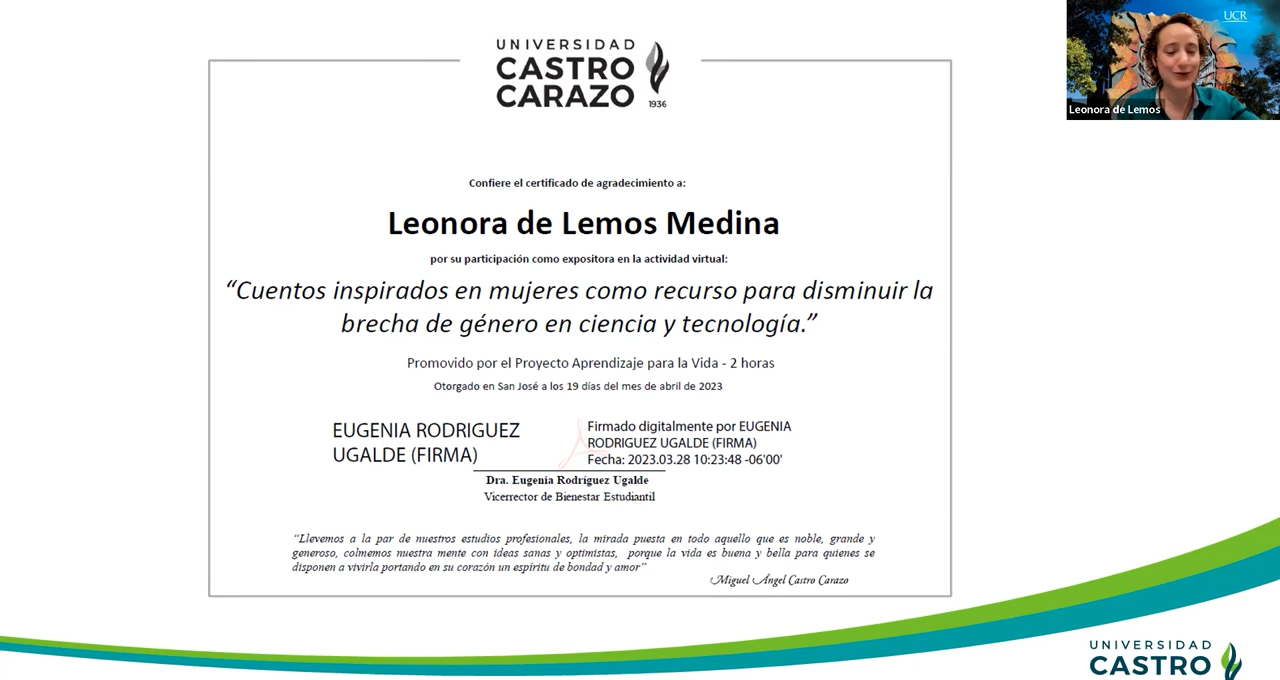 UNIVERSIDAD
CASTRO
CARAZO
1936
UCR
Leonora de Lemos
Confiere el certificado de agradecimiento a:
Leonora de Lemos Medina
por su participación como expositora en la actividad virtual:
“Cuentos inspirados en mujeres como recurso para disminuir la
brecha de género en ciencia y tecnología.”
Promovido por el Proyecto Aprendizaje para la Vida - 2 horas
Otorgado en San José a los 19 días del mes de abril de 2023
EUGENIA RODRIGUEZ
UGALDE (FIRMA)
Firmado digitalmente por EUGENIA
RODRIGUEZ UGALDE (FIRMA)
Fecha: 2023.03.28 10:23:48 -06'00'
Dra. Eugenia Rodríguez Ugalde
Vicerrector de Bienestar Estudiantil
“Llevemos a la par de nuestros estudios profesionales, la mirada puesta en todo aquello que es noble, grande y
generoso, colmemos nuestra mente con ideas sanas y optimistas, porque la vida es buena y bella para quienes se
disponen a vivirla portando en su corazón un espíritu de bondad y amor”
Miguel Ángel Castro Carazo
UNIVERSIDAD
CASTRO